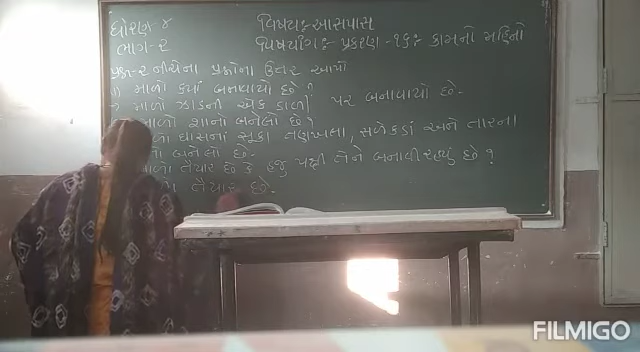 ધોરણ-૪ વિષય:- આસપાસ
ભાગ-૨ વિષયાંગ:- પ્રકરણ-૧૬: કામનો મહિનો
પ્રશ્ન-૨ નીચેના પ્રશ્નોના ઉત્તર આપો
૧) માળો ક્યાં બનાવાયો છે?
માળો ઝાડની એક ડાળી પર બનાવાયો છે.
માળો શાનો બનેલો છે?
ઘાસનાં સૂકા તણખલા, સળેકડાં અને તારના
બનેલો છે.
તૈયાર છે કે હજુ પક્ષી તેને બનાવી રહ્યું છે?
તૈયાર છે.
FILMIGO